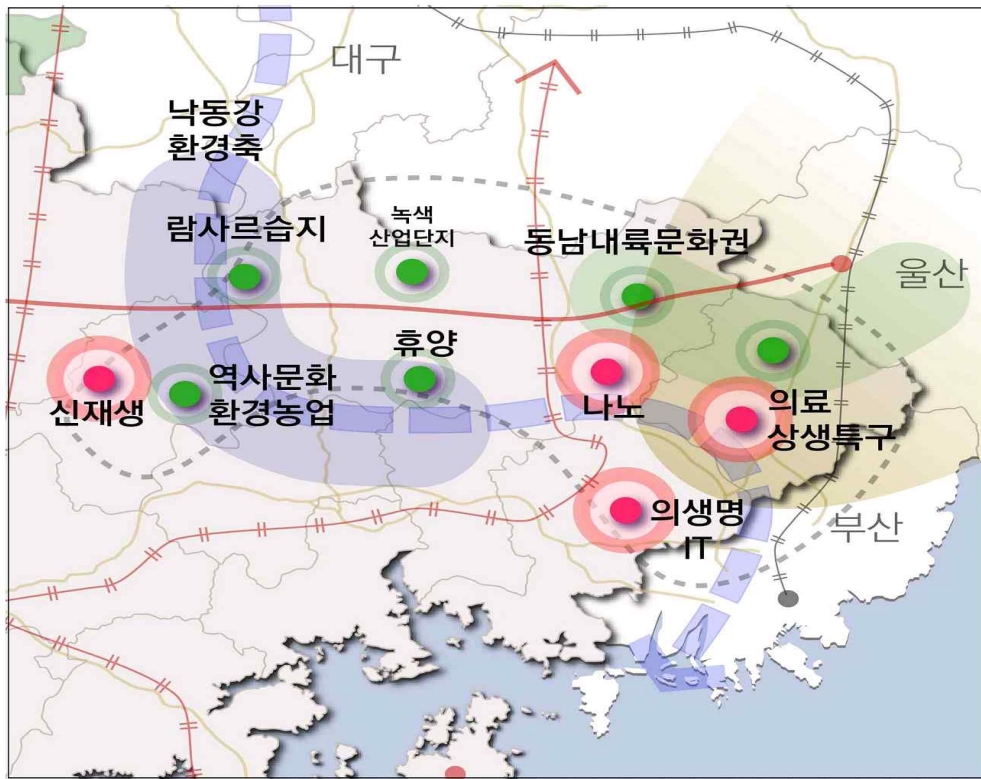 대구
낙동강
환경축
람사르습지
녹색
산업단지
동남내륙문화권
울산
신재생
역사문화
환경농업
휴양
나노
의료
상생특구
의생명
IT
부산